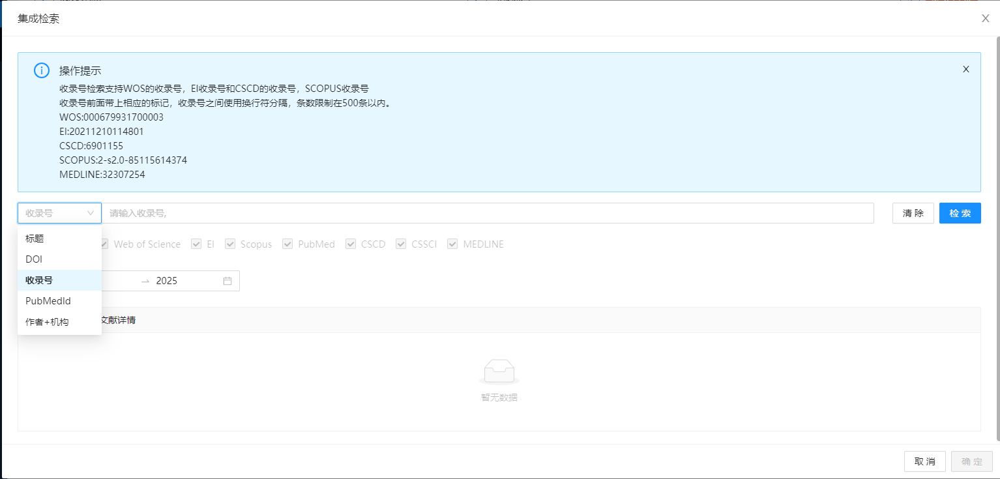 集成检索
X
操作提示
X
收录号检索支持WOS的收录号，EI收录号和CSCD的收录号，SCOPUS收录号
收录号前面带上相应的标记，收录号之间使用换行符分隔，条数限制在500条以内。
WOS:000679931700003
EI:20211210114801
CSCD:6901155
SCOPUS:2-s2.0-85115614374
MEDLINE:32307254
收录号
请输入收录号,
清 除
检 索
标题
DOI
收录号
PubMedId
作者+机构
Web of Science
EI
Scopus
PubMed
CSCD
CSSCI
MEDLINE
→ 2025
文献详情
暂无数据
取 消
确 定